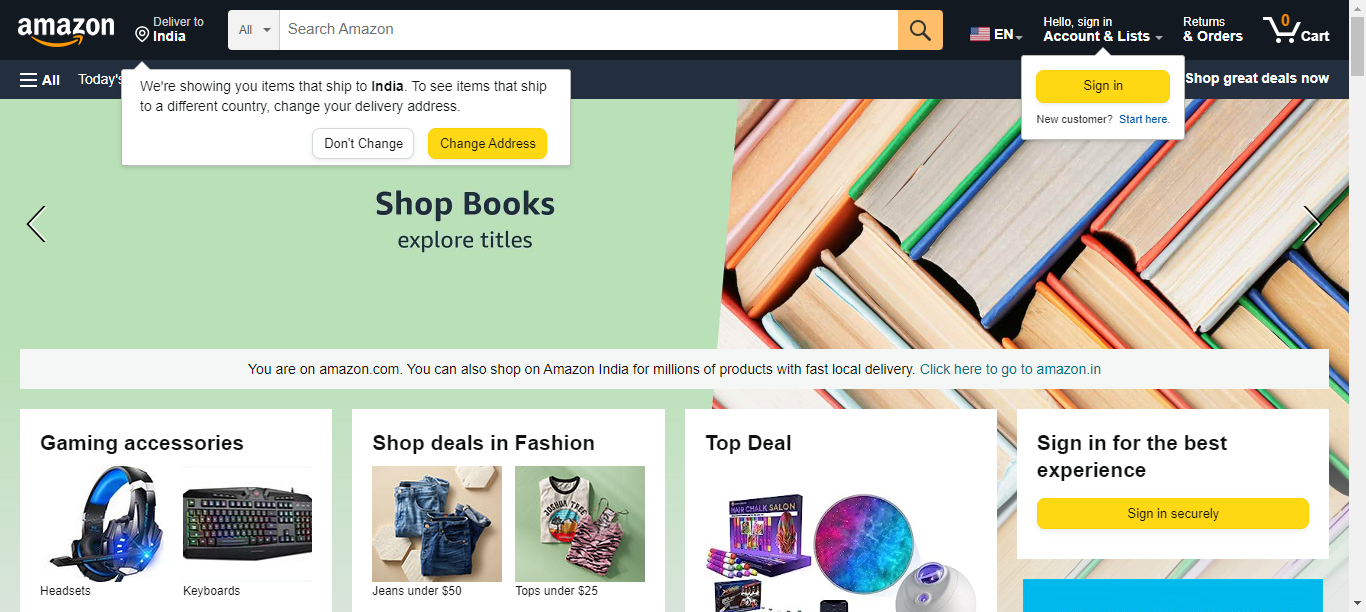 amazon
Deliver to
India
All
Search Amazon
EN
Hello, sign in
Account & Lists
Returns
& Orders
0
Cart
All
Today's
Shop great deals now
We're showing you items that ship to India. To see items that ship
to a different country, change your delivery address.
Don't Change
Change Address
Sign in
New customer? Start here.
Shop Books
explore titles
You are on amazon.com. You can also shop on Amazon India for millions of products with fast local delivery. Click here to go to amazon.in
Gaming accessories
Headsets
Keyboards
Shop deals in Fashion
JOSHUA TREE
Jeans under $50
Tops under $25
Top Deal
HAIR CHALK SALON
Sign in for the best
experience
Sign in securely